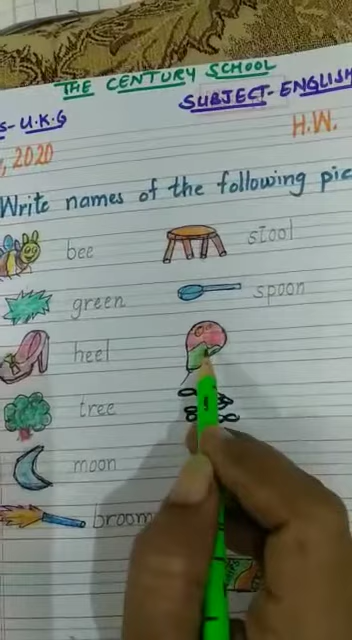 THE CENTURY SCHOOL
S-U.K.G SUBJECT-ENGLISH
, 2020 H.W.
Write names of the following pic
bee stool
green spoon
heel
tree
moon
broom